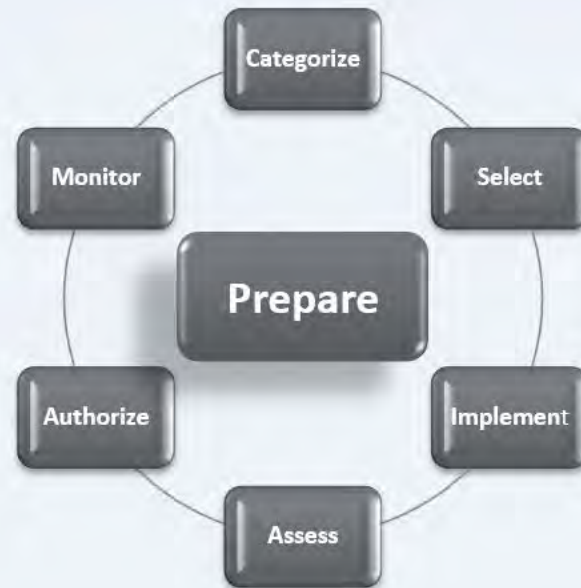 Categorize
Select
Implement
Assess
Authorize
Monitor
Prepare